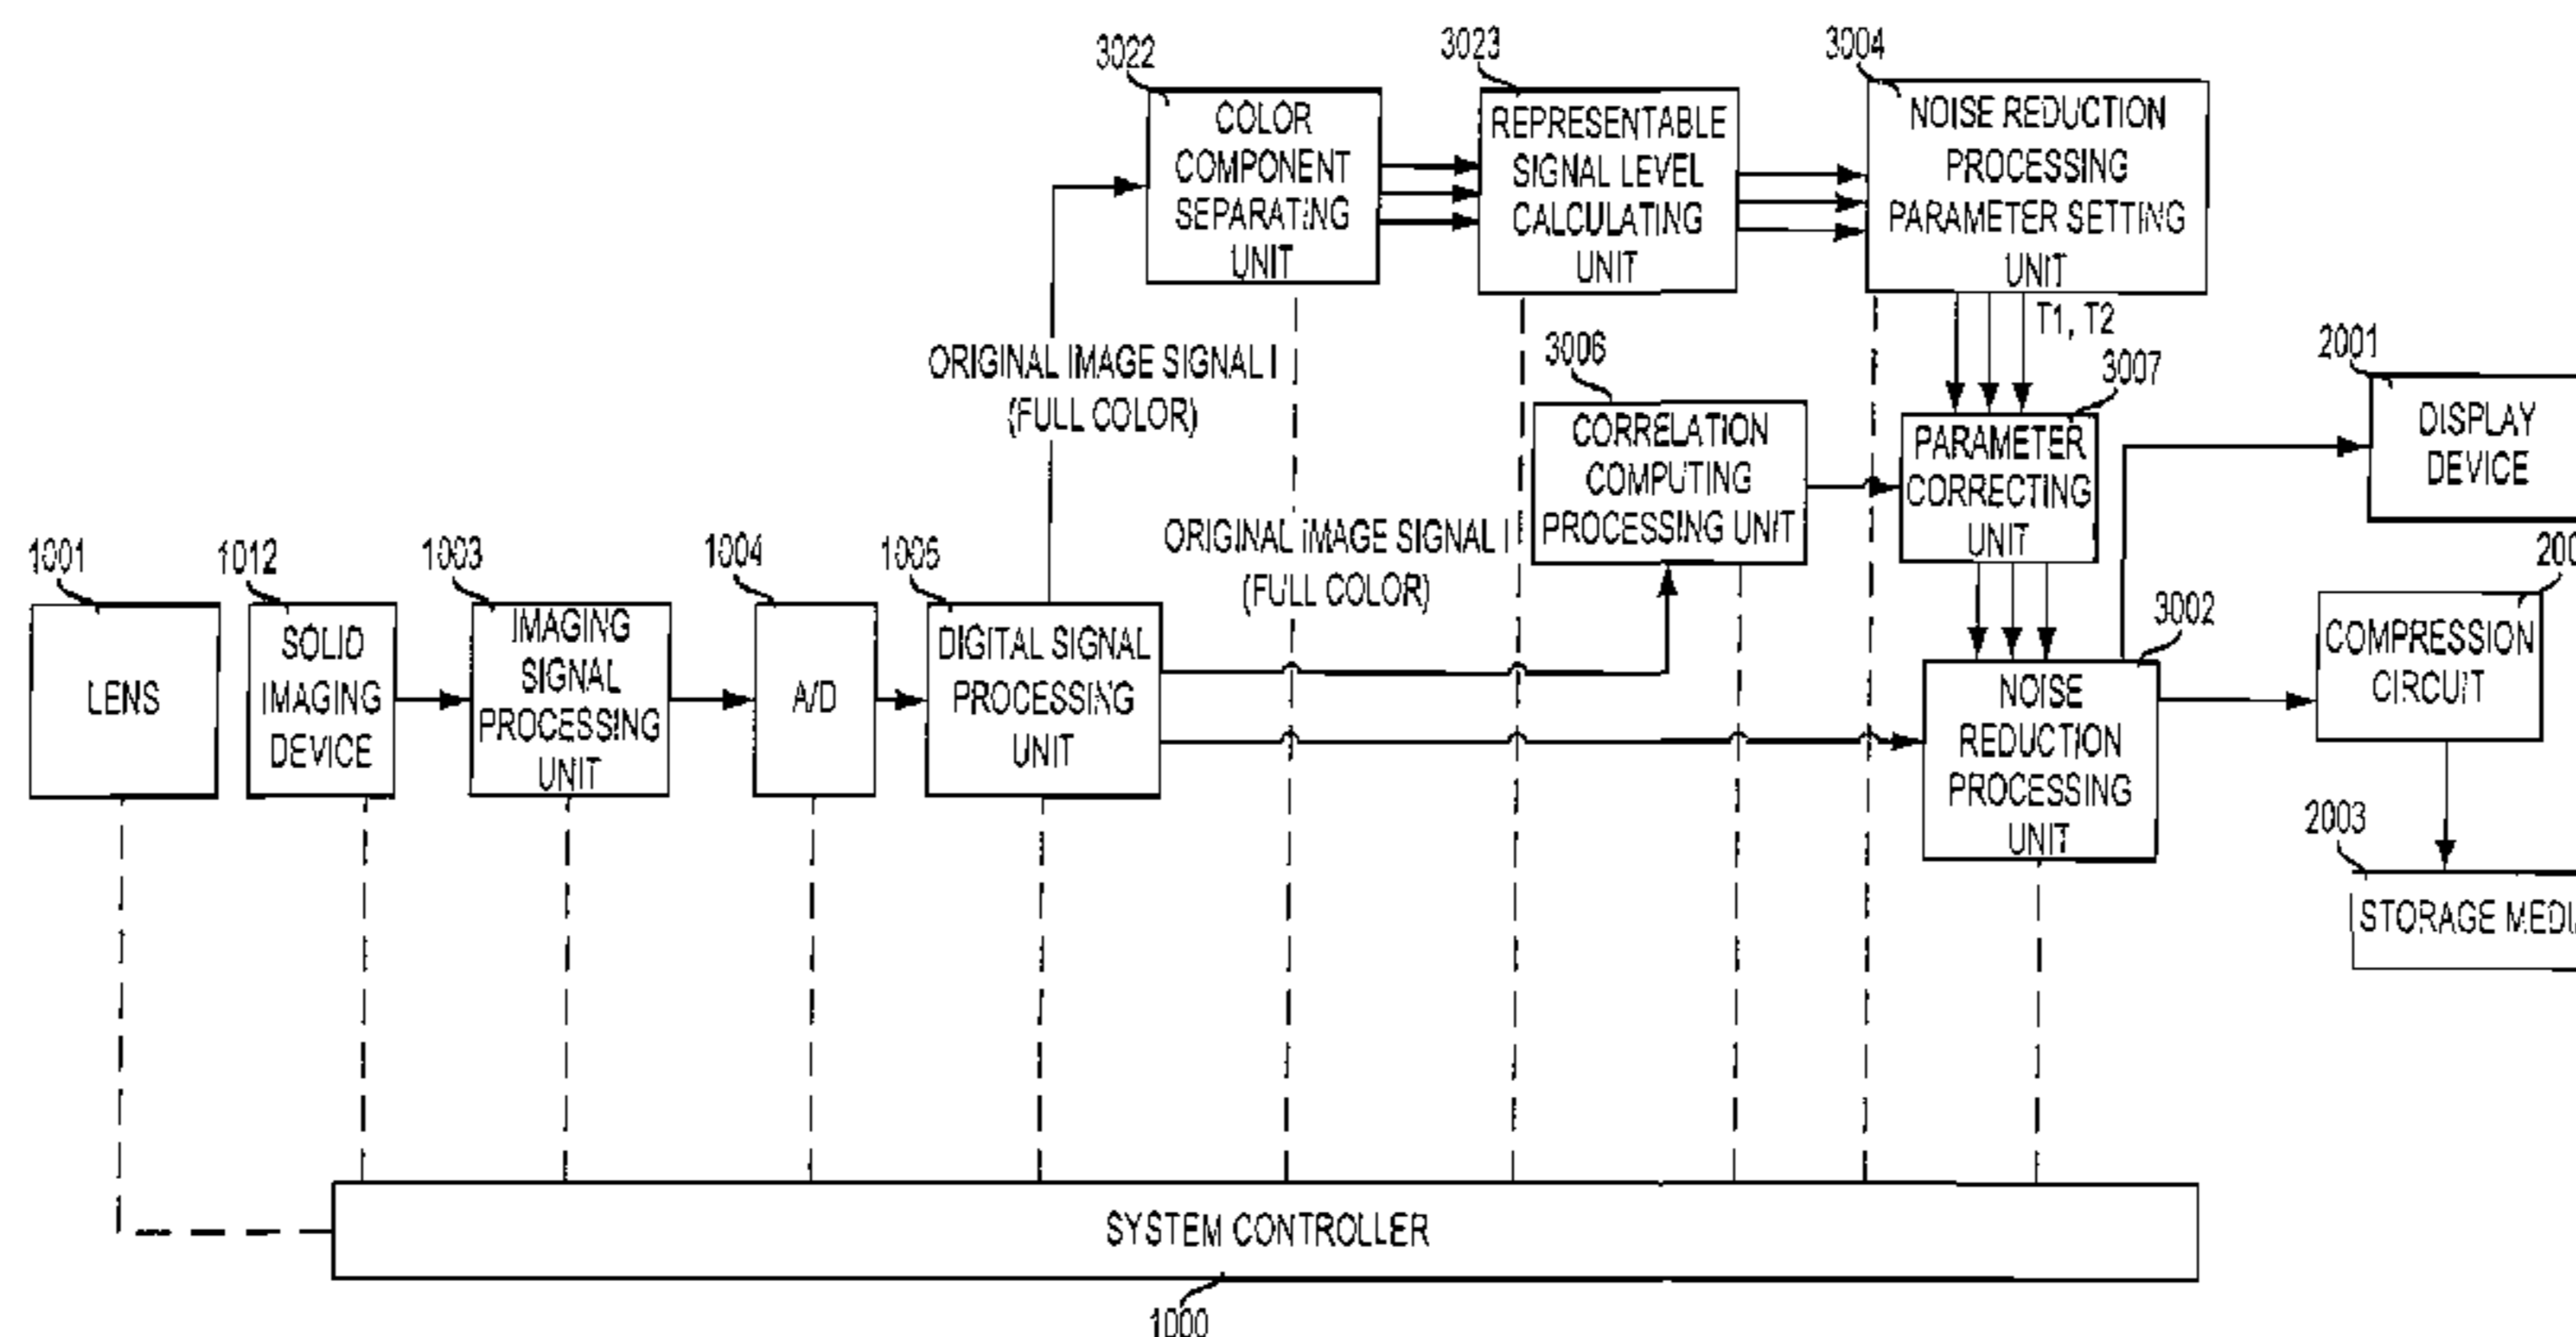 3022
3023
3004
COLOR
COMPONENT
SEPARATING
UNIT
REPRESENTABLE
SIGNAL LEVEL
CALCULATING
UNIT
NOISE REDUCTION
PROCESSING
PARAMETER SETTING
UNIT
T1, T2
ORIGINAL IMAGE SIGNAL I
(FULL COLOR)
3006
3007
2001
CORRELATION
COMPUTING
PROCESSING UNIT
PARAMETER
CORRECTING
UNIT
DISPLAY
DEVICE
ORIGINAL IMAGE SIGNAL I
(FULL COLOR)
1001
1012
1003
1004
1005
3002
LENS
SOLID
IMAGING
DEVICE
IMAGING
SIGNAL
PROCESSING
UNIT
A/D
DIGITAL SIGNAL
PROCESSING
UNIT
NOISE
REDUCTION
PROCESSING
UNIT
COMPRESSION
CIRCUIT
2003
STORAGE
SYSTEM CONTROLLER
1000